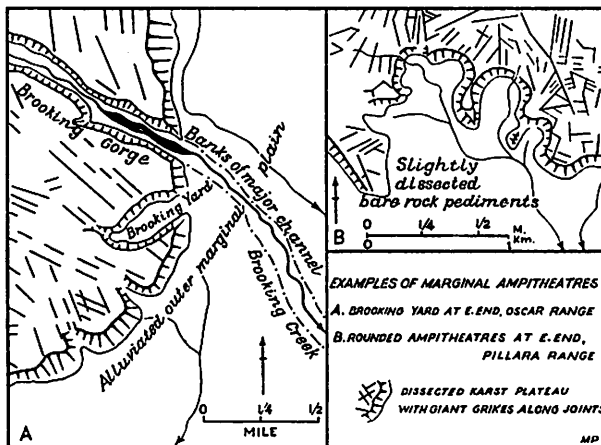 Brooking
Gorge
Banks of major channel
plain
Brooking Yard
Alluviated outer marginal
Brooking
Creek
0 1/4 1/2
MILE
A
Slightly
dissected
bare rock pediments
0 1/4 1/2 M.
0 Km.
B
EXAMPLES OF MARGINAL AMPITHEATRES
A. BROOKING YARD AT E. END, OSCAR RANGE
B. ROUNDED AMPITHEATRES AT E. END,
PILLARA RANGE
DISSECTED KARST PLATEAU
WITH GIANT GRIKES ALONG JOINTS